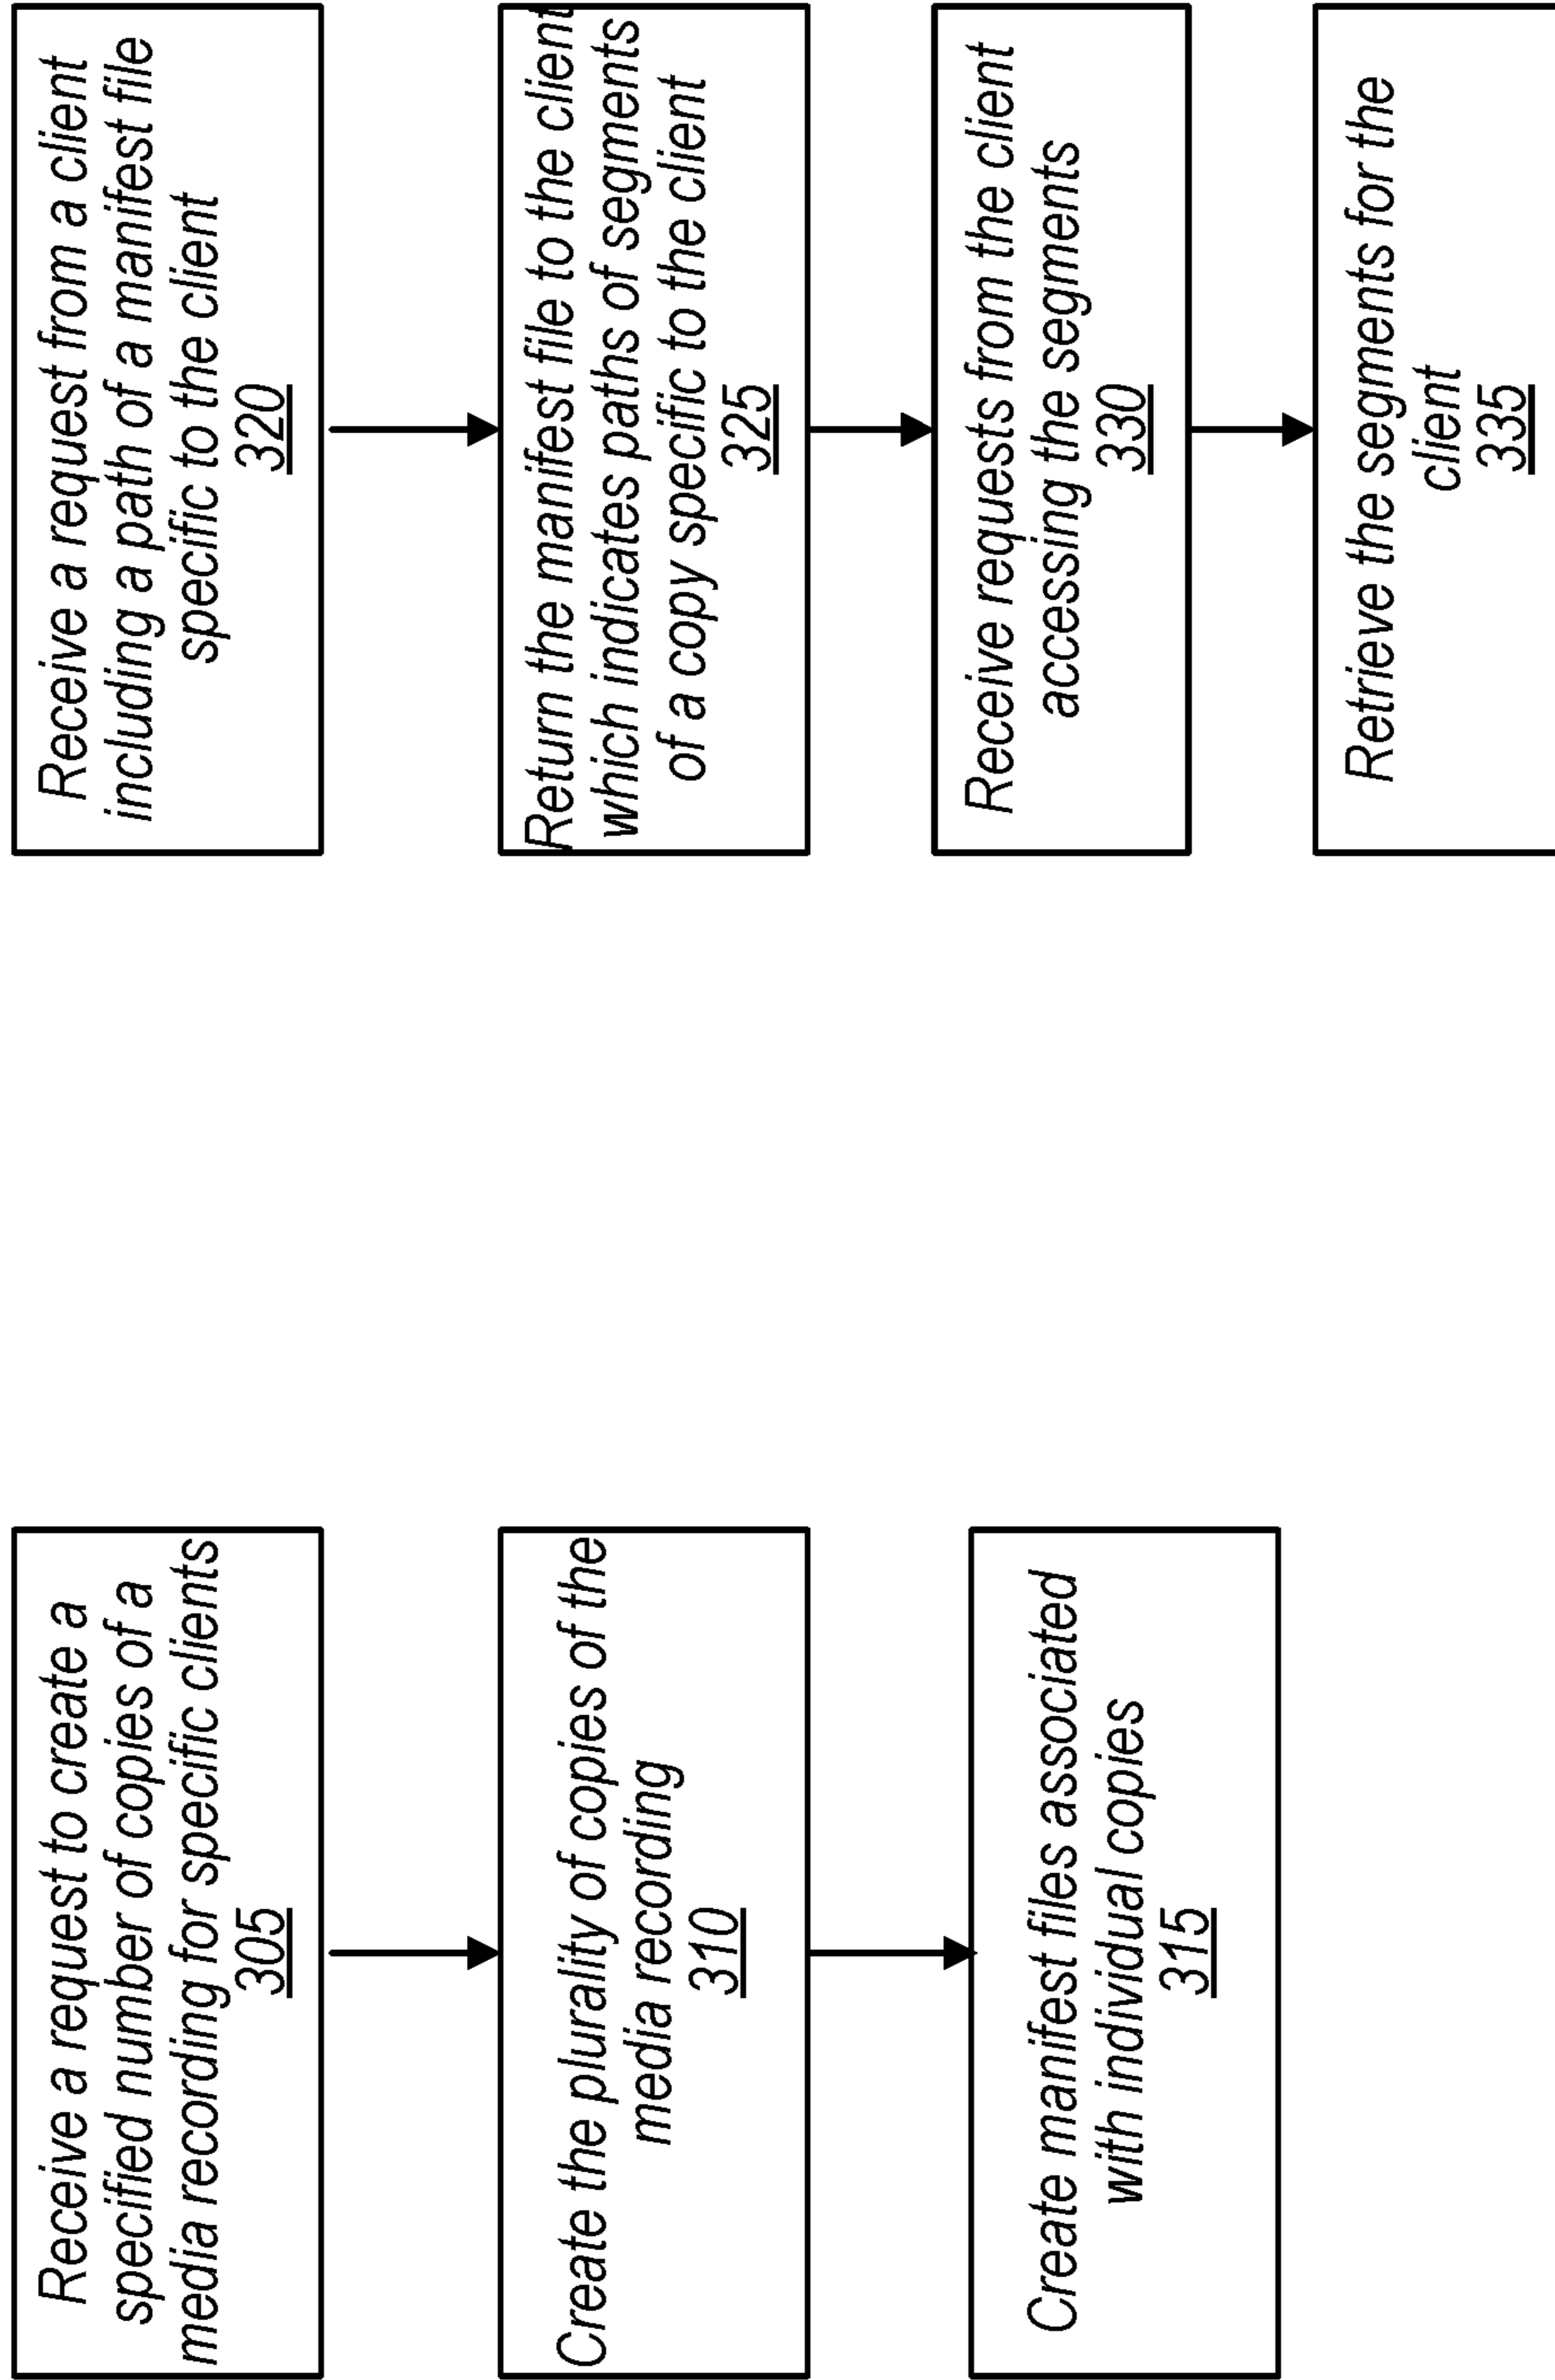 Receive a request to create a
specified number of copies of a
media recording for specific clients
305
Create the plurality of copies of the
media recording
310
Create manifest files associated
with individual copies
315
Receive a request from a client
including a path of a manifest file
specific to the client
320
Return the manifest file to the client
which indicates paths of segments
of a copy specific to the client
325
Receive requests from the client
accessing the segments
330
Retrieve the segments for the
client
335